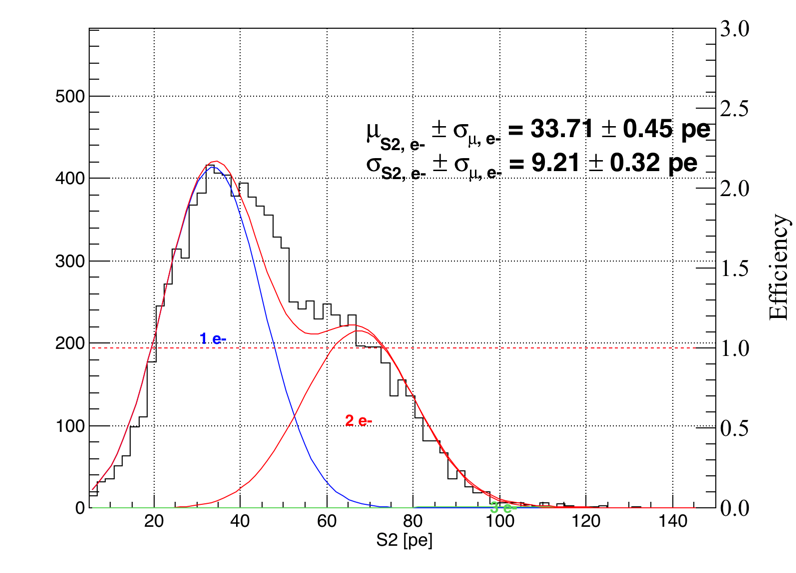 μS2, e- ± σμ, e- = 33.71 ± 0.45 pe
σS2, e- ± σμ, e- = 9.21 ± 0.32 pe
1 e-
2 e-
3 e-
0
100
200
300
400
500
20
40
60
80
100
120
140
S2 [pe]
0.0
0.5
1.0
1.5
2.0
2.5
3.0
Efficiency